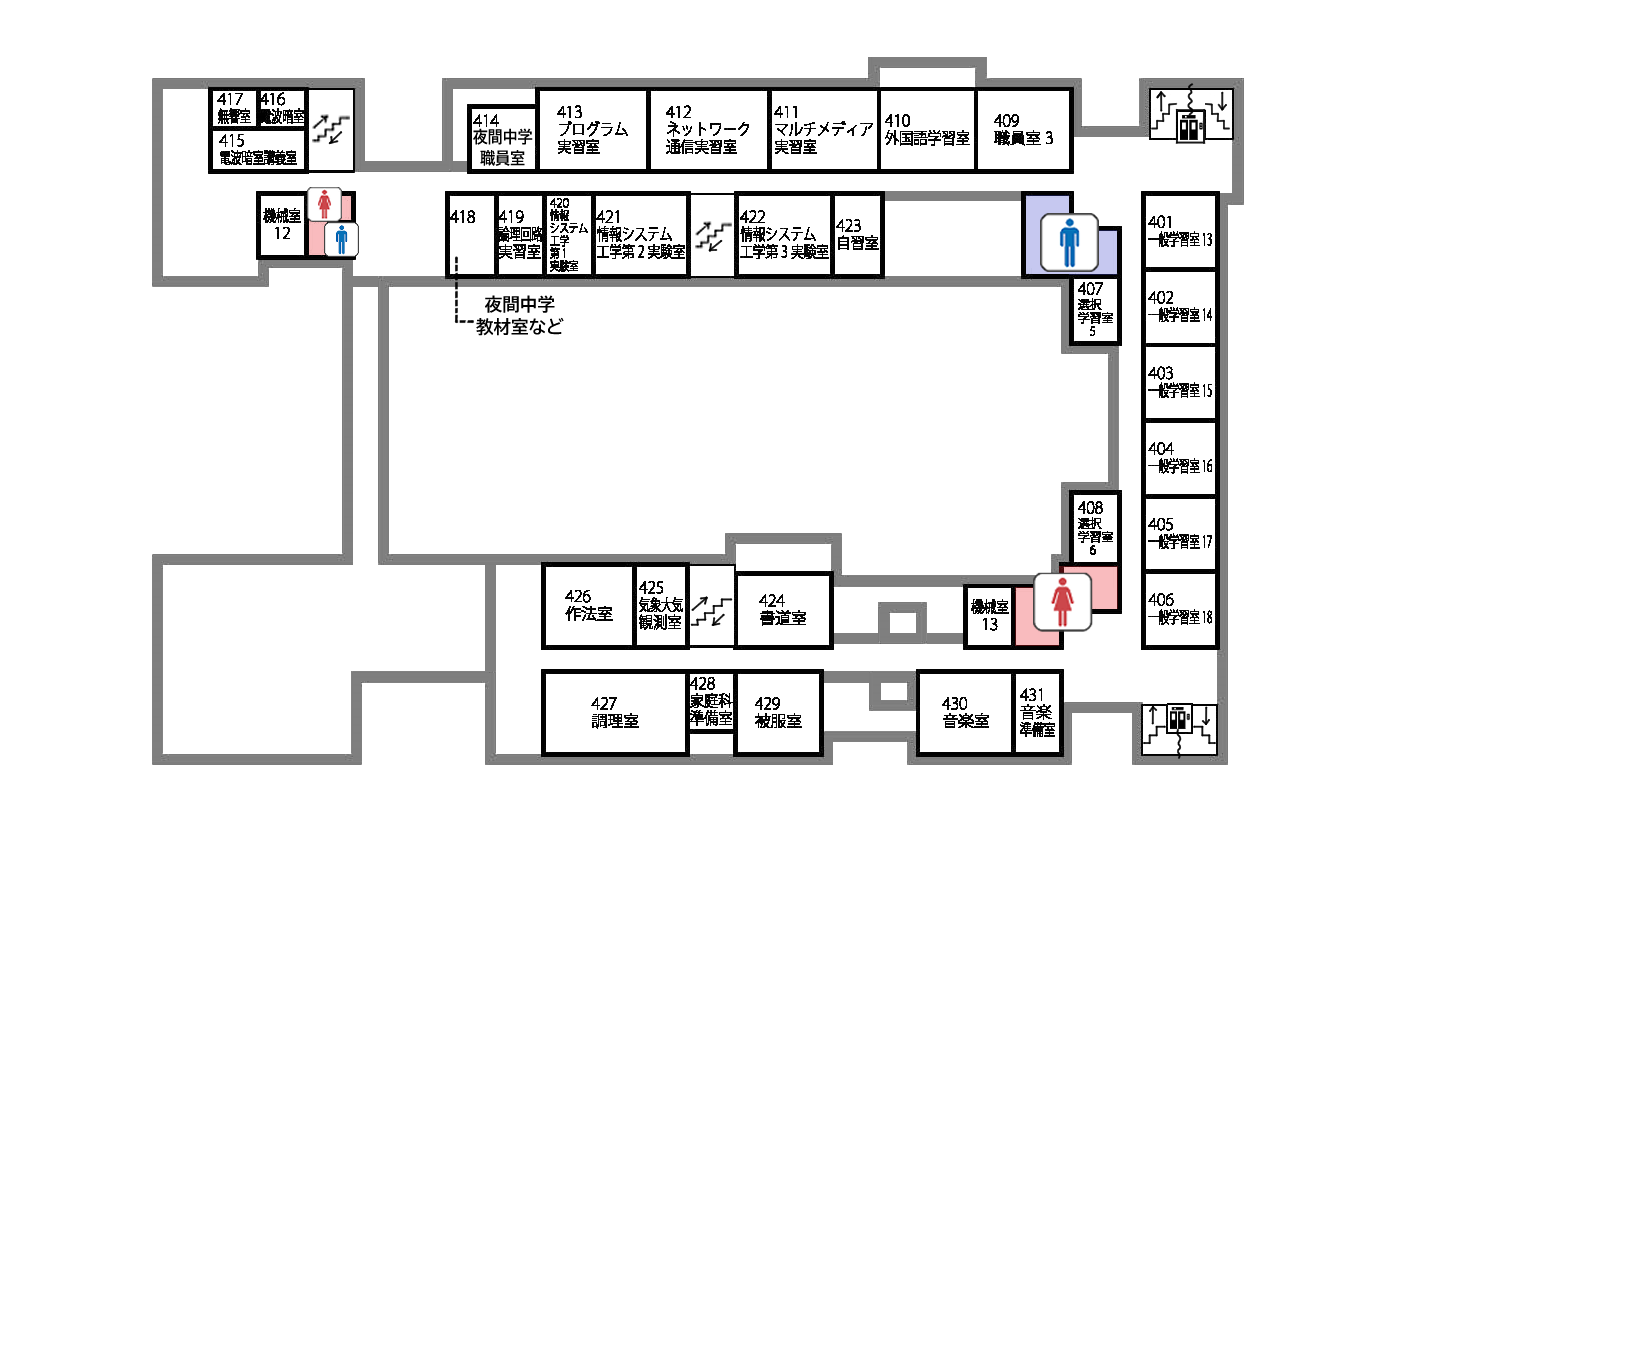 417
無響室
416
電波暗室
415
電波暗室講義室
414
夜間中学
職員室
413
プログラム
実習室
412
ネットワーク
通信実習室
411
マルチメディア
実習室
410
外国語学習室
409
職員室 3
機械室
12
418
419
論理回路
実習室
420
情報
システム
工学
第 1
実験室
421
情報システム
工学第 2 実験室
422
情報システム
工学第 3 実験室
423
自習室
夜間中学
教材室など
401
一般学習室 13
402
一般学習室 14
403
一般学習室 15
404
一般学習室 16
405
一般学習室 17
406
一般学習室 18
407
選択
学習室
5
408
選択
学習室
6
426
作法室
425
気象大気
観測室
424
書道室
機械室
13
427
調理室
428
家庭科
準備室
429
被服室
430
音楽室
431
音楽
準備室